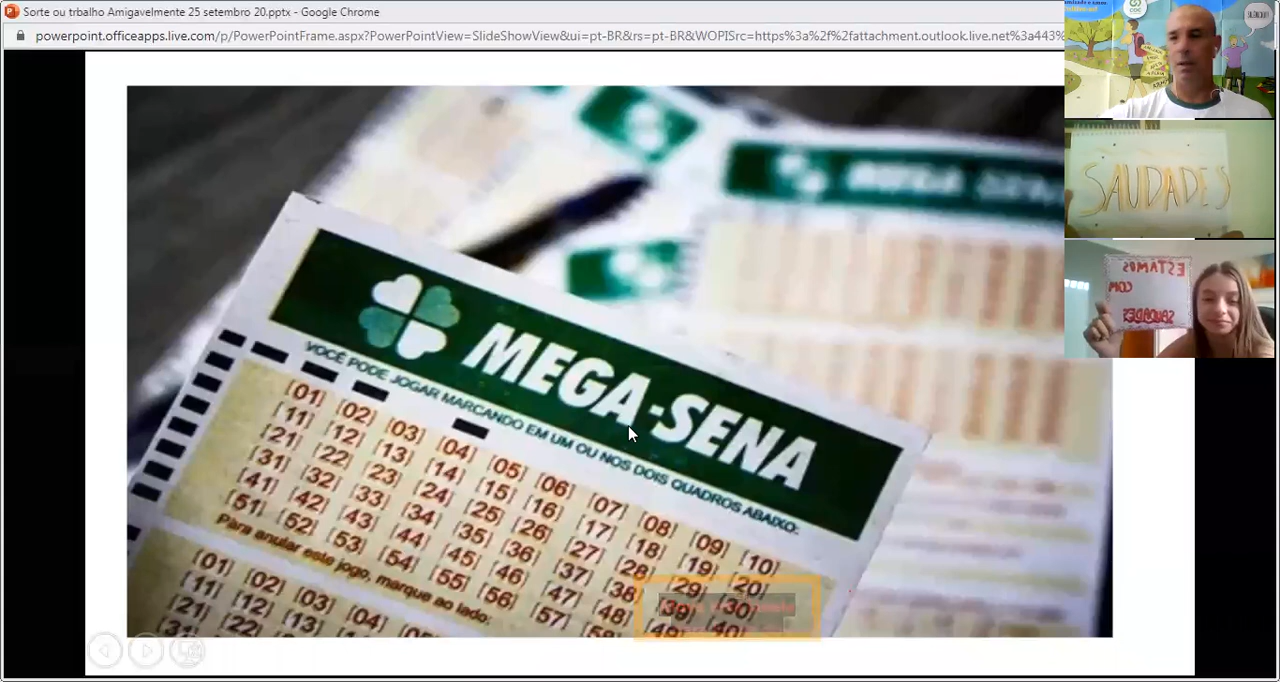 Sorte ou trbalho Amigavelmente 25 setembro 20.pptx - Google Chrome
powerpoint.officeapps.live.com/p/PowerPointFrame.aspx?PowerPointView=SlideShowView&ui=pt-BR&rs=pt-BR&WOPISrc=https%3a%2f%2fattachment.outlook.live.net%3a443%
SILÊNCIO!!
SAUDADES
ESTAMOS
COM
SAUDADES
MEGA SENA
MEGA-SENA
VOCÊ PODE JOGAR MARCANDO EM UM OU NOS DOIS QUADROS ABAIXO:
[01] [02] [03] [04] [05] [06] [07] [08] [09] [10]
[11] [12] [13] [14] [15] [16] [17] [18] [19] [20]
[21] [22] [23] [24] [25] [26] [27] [28] [29] [30]
[31] [32] [33] [34] [35] [36] [37] [38] [39] [40]
[41] [42] [43] [44] [45] [46] [47] [48] [49]
[51] [52] [53] [54] [55] [56] [57] [58]
Para anular este jogo, marque ao lado:
[01] [02] [03] [04]
[11] [12] [13]
[21] [22]
[31]